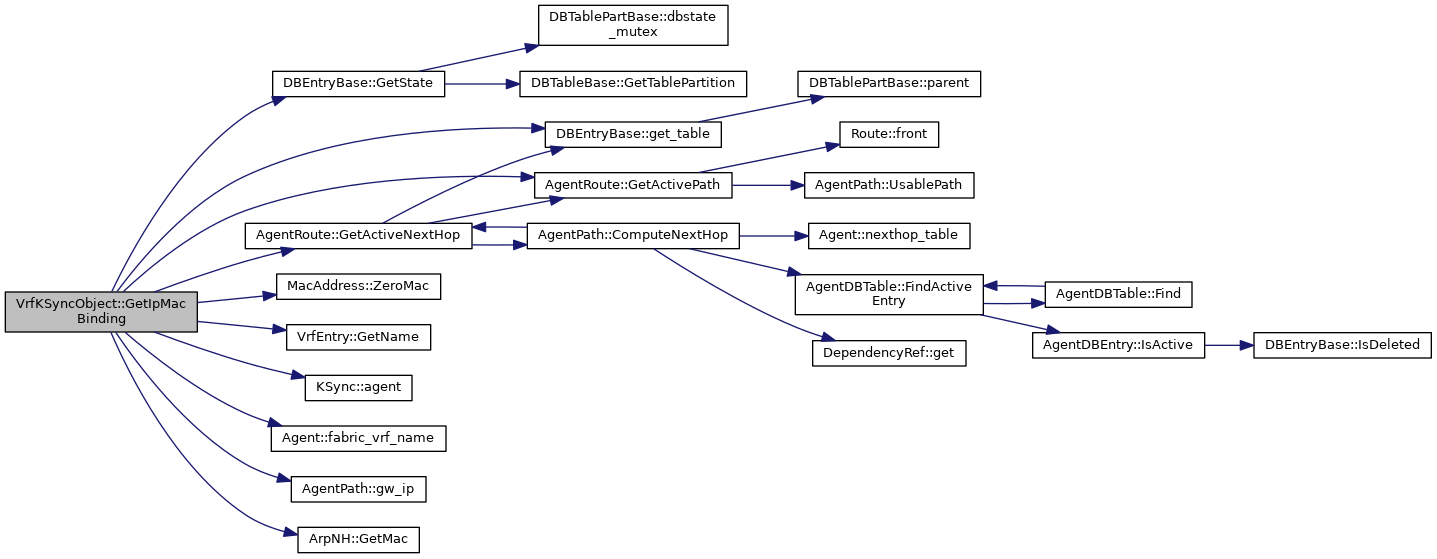 DBTablePartBase::dbstate
_mutex
DBEntryBase::GetState
DBTableBase::GetTablePartition
DBTablePartBase::parent
DBEntryBase::get_table
Route::front
AgentRoute::GetActivePath
AgentPath::UsablePath
AgentRoute::GetActiveNextHop
AgentPath::ComputeNextHop
Agent::nexthop_table
MacAddress::ZeroMac
AgentDBTable::FindActive
Entry
AgentDBTable::Find
VrfKSyncObject::GetIpMac
Binding
VrfEntry::GetName
AgentDBEntry::IsActive
DBEntryBase::IsDeleted
DependencyRef::get
KSync::agent
Agent::fabric_vrf_name
AgentPath::gw_ip
ArpNH::GetMac